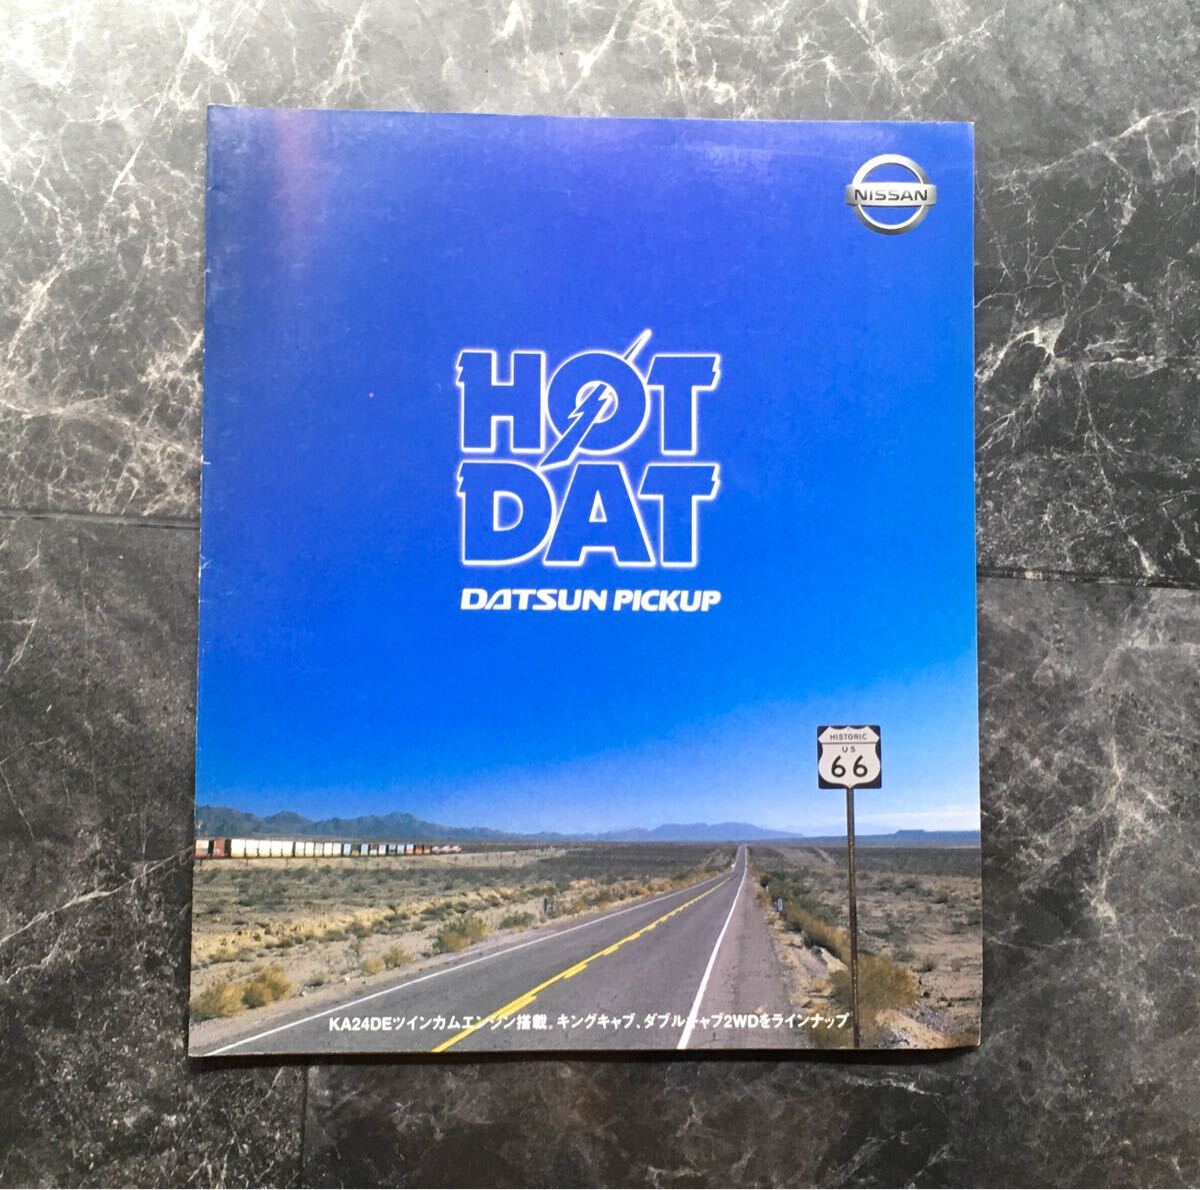 NISSAN
HOT
DAT
DATSUN PICKUP
HISTORIC
US
66
KA24DEツインカムエンジン搭載。キングキャブ、ダブルキャブ2WDをラインナップ